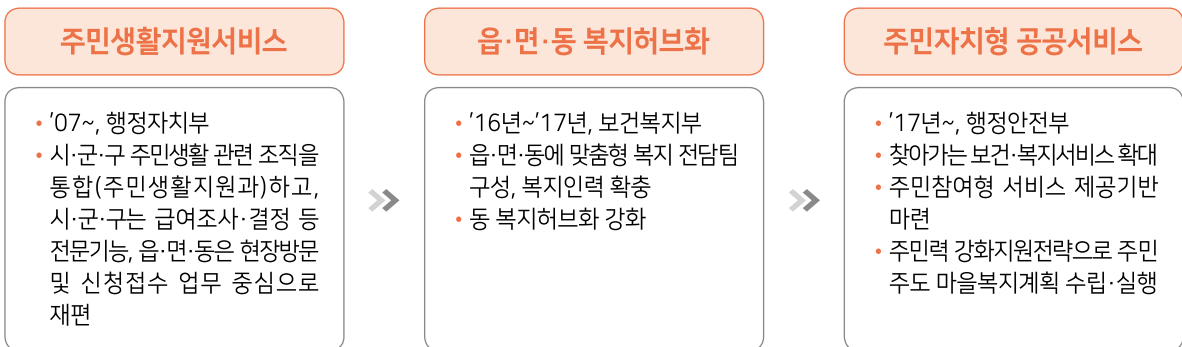 주민생활지원서비스
• '07~, 행정자치부
• 시·군·구 주민생활 관련 조직을
통합(주민생활지원과)하고,
시·군·구는 급여조사·결정 등
전문기능, 읍·면·동은 현장방문
및 신청접수 업무 중심으로
재편
읍·면·동 복지허브화
• '16년~'17년, 보건복지부
• 읍·면·동에 맞춤형 복지 전담팀
구성, 복지인력 확충
• 동 복지허브화 강화
주민자치형 공공서비스
• '17년~, 행정안전부
• 찾아가는 보건·복지서비스 확대
• 주민참여형 서비스 제공기반
마련
• 주민력 강화지원전략으로 주민
주도 마을복지계획 수립·실행